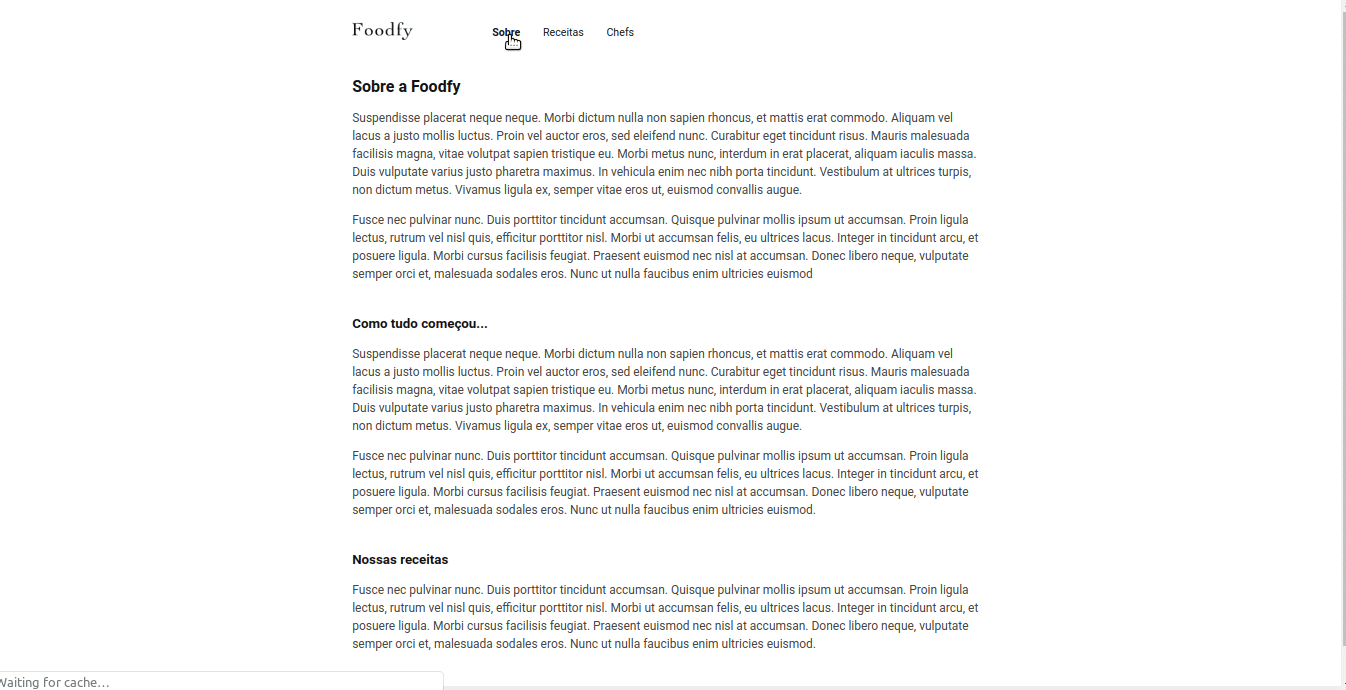 Foodfy
Sobre Receitas Chefs
Sobre a Foodfy
Suspendisse placerat neque neque. Morbi dictum nulla non sapien rhoncus, et mattis erat commodo. Aliquam vel
lacus a justo mollis luctus. Proin vel auctor eros, sed eleifend nunc. Curabitur eget tincidunt risus. Mauris malesuada
facilisis magna, vitae volutpat sapien tristique eu. Morbi metus nunc, interdum in erat placerat, aliquam iaculis massa.
Duis vulputate varius justo pharetra maximus. In vehicula enim nec nibh porta tincidunt. Vestibulum at ultrices turpis,
non dictum metus. Vivamus ligula ex, semper vitae eros ut, euismod convallis augue.
Fusce nec pulvinar nunc. Duis porttitor tincidunt accumsan. Quisque pulvinar mollis ipsum ut accumsan. Proin ligula
lectus, rutrum vel nisl quis, efficitur porttitor nisl. Morbi ut accumsan felis, eu ultrices lacus. Integer in tincidunt arcu, et
posuere ligula. Morbi cursus facilisis feugiat. Praesent euismod nec nisl at accumsan. Donec libero neque, vulputate
semper orci et, malesuada sodales eros. Nunc ut nulla faucibus enim ultricies euismod
Como tudo começou...
Suspendisse placerat neque neque. Morbi dictum nulla non sapien rhoncus, et mattis erat commodo. Aliquam vel
lacus a justo mollis luctus. Proin vel auctor eros, sed eleifend nunc. Curabitur eget tincidunt risus. Mauris malesuada
facilisis magna, vitae volutpat sapien tristique eu. Morbi metus nunc, interdum in erat placerat, aliquam iaculis massa.
Duis vulputate varius justo pharetra maximus. In vehicula enim nec nibh porta tincidunt. Vestibulum at ultrices turpis,
non dictum metus. Vivamus ligula ex, semper vitae eros ut, euismod convallis augue.
Fusce nec pulvinar nunc. Duis porttitor tincidunt accumsan. Quisque pulvinar mollis ipsum ut accumsan. Proin ligula
lectus, rutrum vel nisl quis, efficitur porttitor nisl. Morbi ut accumsan felis, eu ultrices lacus. Integer in tincidunt arcu, et
posuere ligula. Morbi cursus facilisis feugiat. Praesent euismod nec nisl at accumsan. Donec libero neque, vulputate
semper orci et, malesuada sodales eros. Nunc ut nulla faucibus enim ultricies euismod.
Nossas receitas
Fusce nec pulvinar nunc. Duis porttitor tincidunt accumsan. Quisque pulvinar mollis ipsum ut accumsan. Proin ligula
lectus, rutrum vel nisl quis, efficitur porttitor nisl. Morbi ut accumsan felis, eu ultrices lacus. Integer in tincidunt arcu, et
posuere ligula. Morbi cursus facilisis feugiat. Praesent euismod nec nisl at accumsan. Donec libero neque, vulputate
semper orci et, malesuada sodales eros. Nunc ut nulla faucibus enim ultricies euismod.
Waiting for cache...